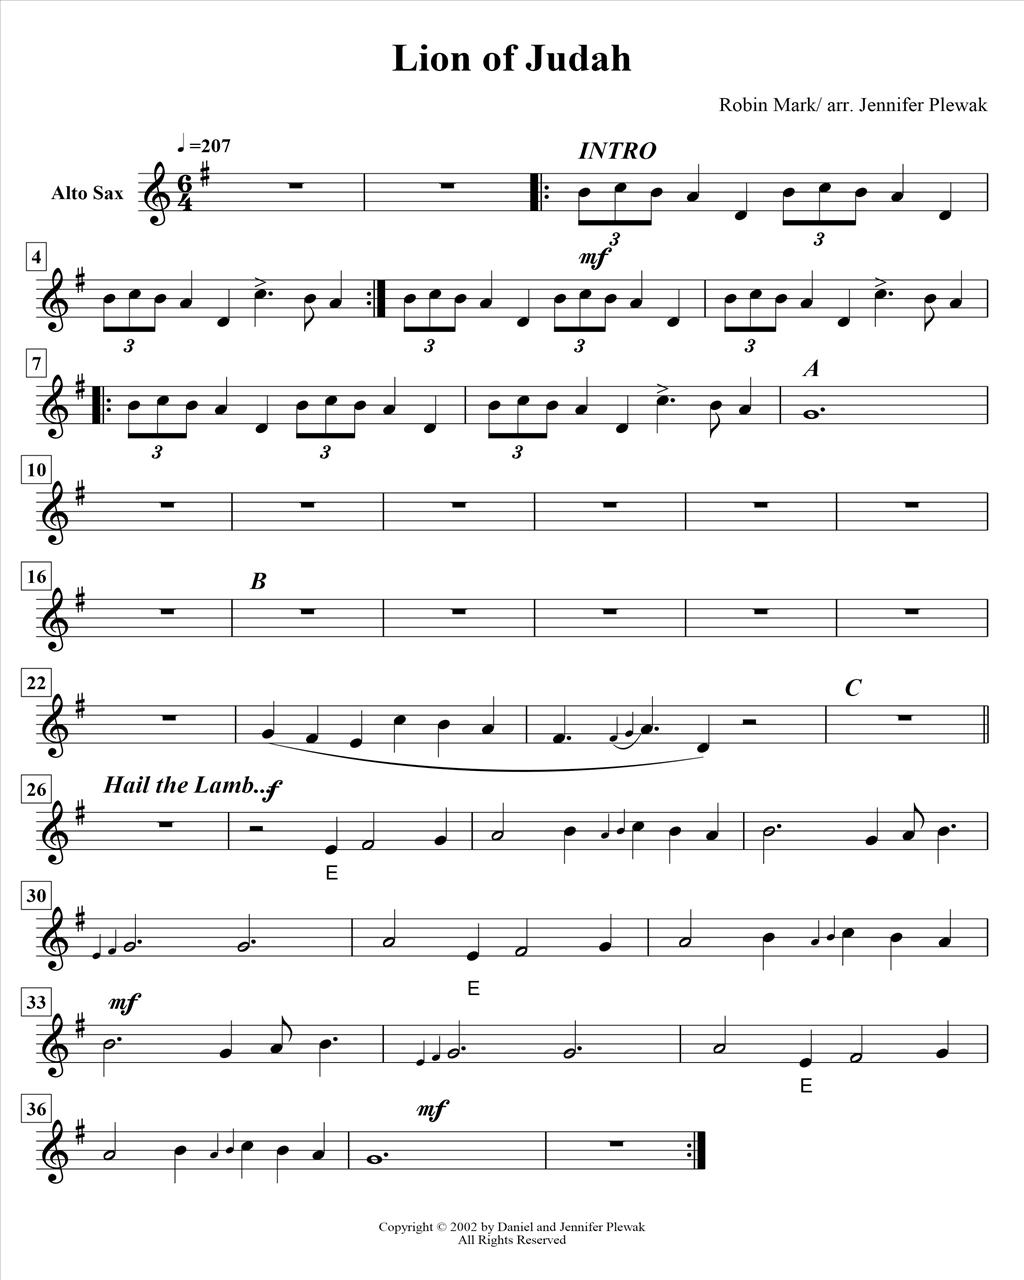 Lion of Judah
Robin Mark/ arr. Jennifer Plewak
=207
INTRO
Alto Sax
6
4
3 3
4
mf
3 3 3 3
7
A
3 3 3
10
16
B
22
C
26
Hail the Lamb...f
E
30
E
33
mf
E
36
mf
Copyright © 2002 by Daniel and Jennifer Plewak
All Rights Reserved